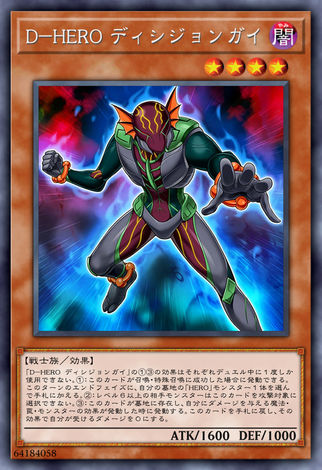 D-HERO ディシジョンガイ
闇
やみ
【戦士族／効果】
「D-HERO ディシジョンガイ」の①③の効果はそれぞれデュエル中に１度しか
使用できない。①：このカードが召喚・特殊召喚に成功した場合に発動できる。
このターンのエンドフェイズに、自分の墓地の「HERO」モンスター１体を選ん
で手札に加える。②：レベル６以上の相手モンスターはこのカードを攻撃対象に
選択できない。③：このカードが墓地に存在し、自分にダメージを与える魔法・
罠・モンスターの効果が発動した時に発動する。このカードを手札に戻し、その
効果で自分が受けるダメージを０にする。
ATK/1600 DEF/1000
64184058